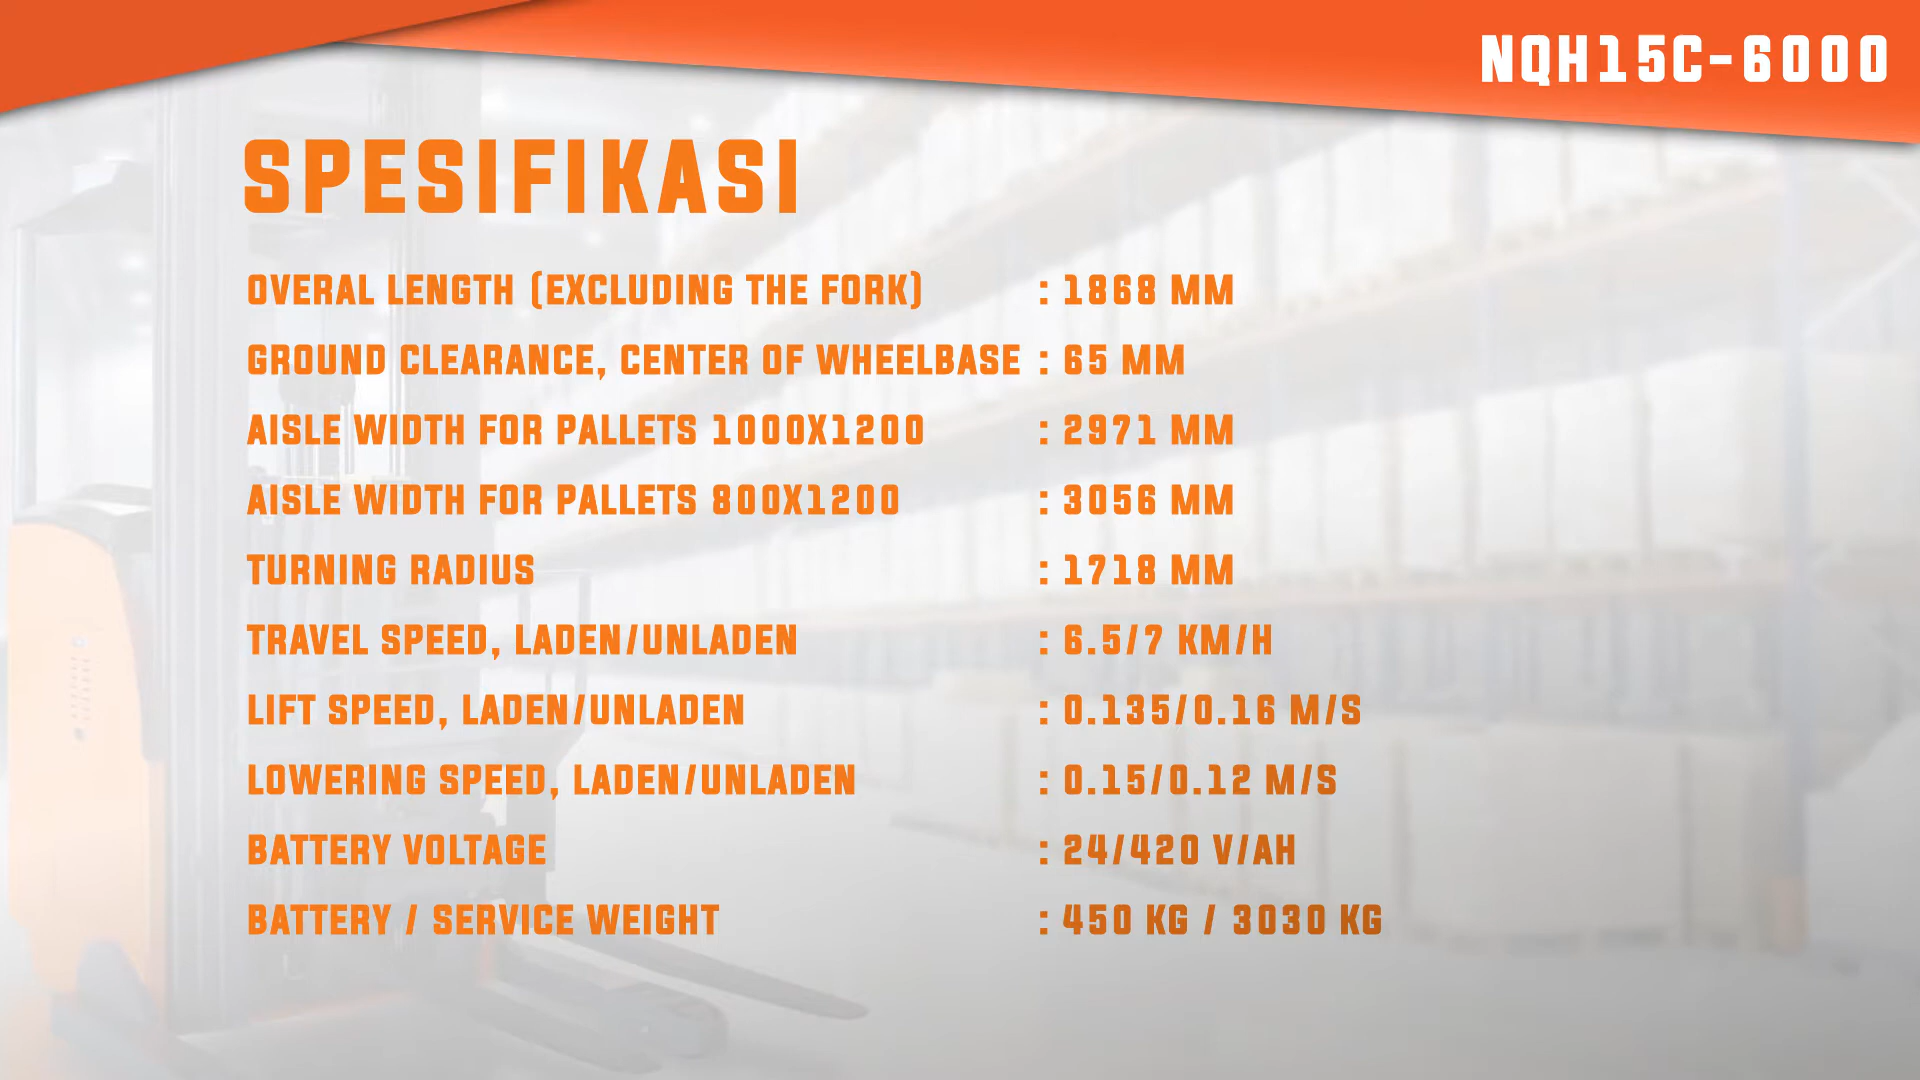 NQH15C-6000
SPESIFIKASI
OVERAL LENGTH (EXCLUDING THE FORK) : 1868 MM
GROUND CLEARANCE, CENTER OF WHEELBASE : 65 MM
AISLE WIDTH FOR PALLETS 1000X1200 : 2971 MM
AISLE WIDTH FOR PALLETS 800X1200 : 3056 MM
TURNING RADIUS : 1718 MM
TRAVEL SPEED, LADEN/UNLADEN : 6.5/7 KM/H
LIFT SPEED, LADEN/UNLADEN : 0.135/0.16 M/S
LOWERING SPEED, LADEN/UNLADEN : 0.15/0.12 M/S
BATTERY VOLTAGE : 24/420 V/AH
BATTERY / SERVICE WEIGHT : 450 KG / 3030 KG